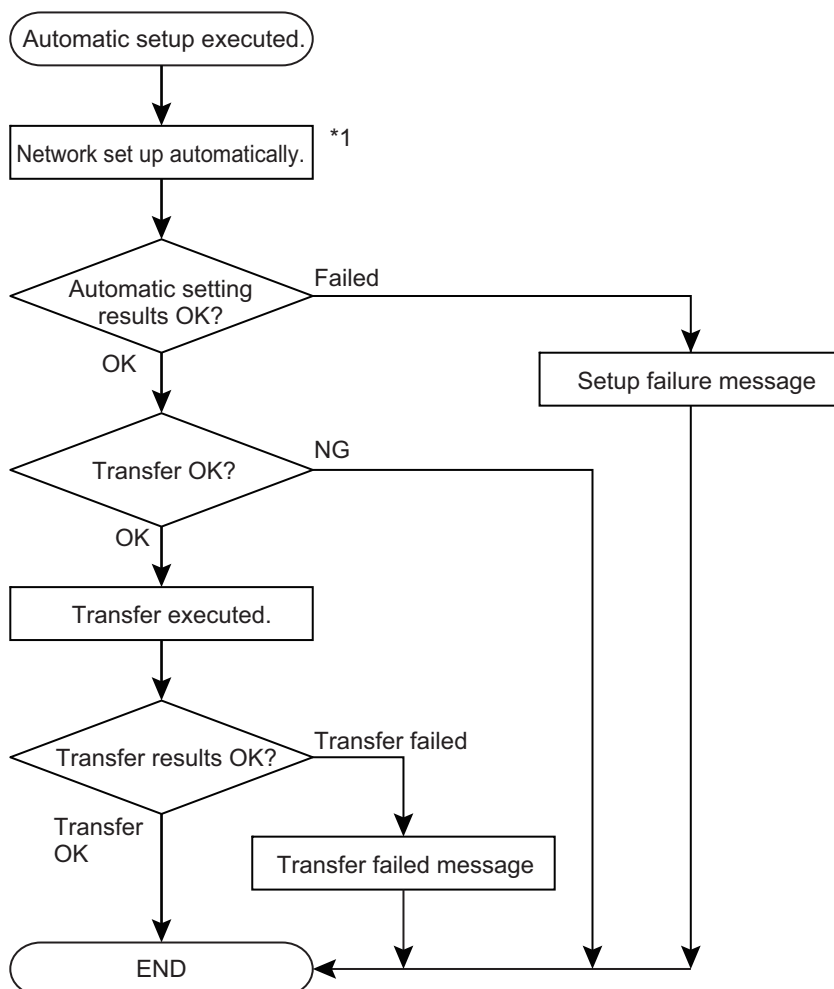 Automatic setup executed.
Network set up automatically.
*1
Automatic setting
results OK?
Failed
OK
Setup failure message
Transfer OK?
NG
OK
Transfer executed.
Transfer results OK?
Transfer failed
Transfer
OK
Transfer failed message
END